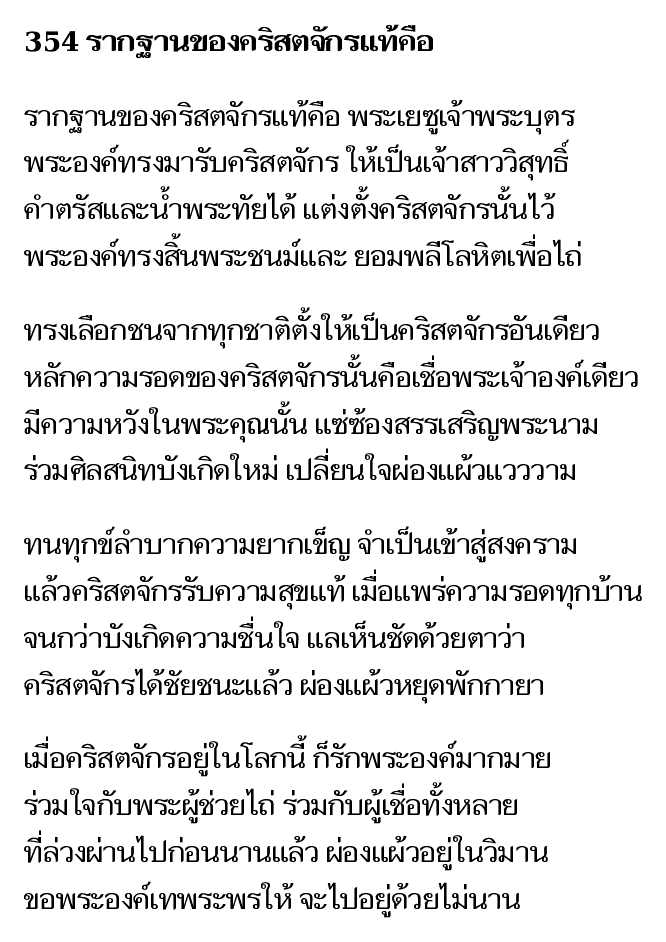 354 รากฐานของคริสตจักรแท้คือ
รากฐานของคริสตจักรแท้คือ พระเยซูเจ้าพระบุตร
พระองค์ทรงมารับคริสตจักร ให้เป็นเจ้าสาววิสุทธิ์
คำตรัสและน้ำพระทัยได้ แต่งตั้งคริสตจักรนั้นไว้
พระองค์ทรงสิ้นพระชนม์และ ยอมพลีโลหิตเพื่อไถ่
ทรงเลือกชนจากทุกชาติตั้งให้เป็นคริสตจักรอันเดียว
หลักความรอดของคริสตจักรนั้นคือเชื่อพระเจ้าองค์เดียว
มีความหวังในพระคุณนั้น แซ่ซ้องสรรเสริญพระนาม
ร่วมศิลสนิทบังเกิดใหม่ เปลี่ยนใจผ่องแผ้วแวววาม
ทนทุกข์ลำบากความยากเข็ญ จำเป็นเข้าสู่สงคราม
แล้วคริสตจักรรับความสุขแท้ เมื่อแพร่ความรอดทุกบ้าน
จนกว่าบังเกิดความชื่นใจ แลเห็นชัดด้วยตาว่า
คริสตจักรได้ชัยชนะแล้ว ผ่องแผ้วหยุดพักกายา
เมื่อคริสตจักรอยู่ในโลกนี้ ก็รักพระองค์มากมาย
ร่วมใจกับพระผู้ช่วยไถ่ ร่วมกับผู้เชื่อทั้งหลาย
ที่ล่วงผ่านไปก่อนนานแล้ว ผ่องแผ้วอยู่ในวิมาน
ขอพระองค์เทพระพรให้ จะไปอยู่ด้วยไม่นาน